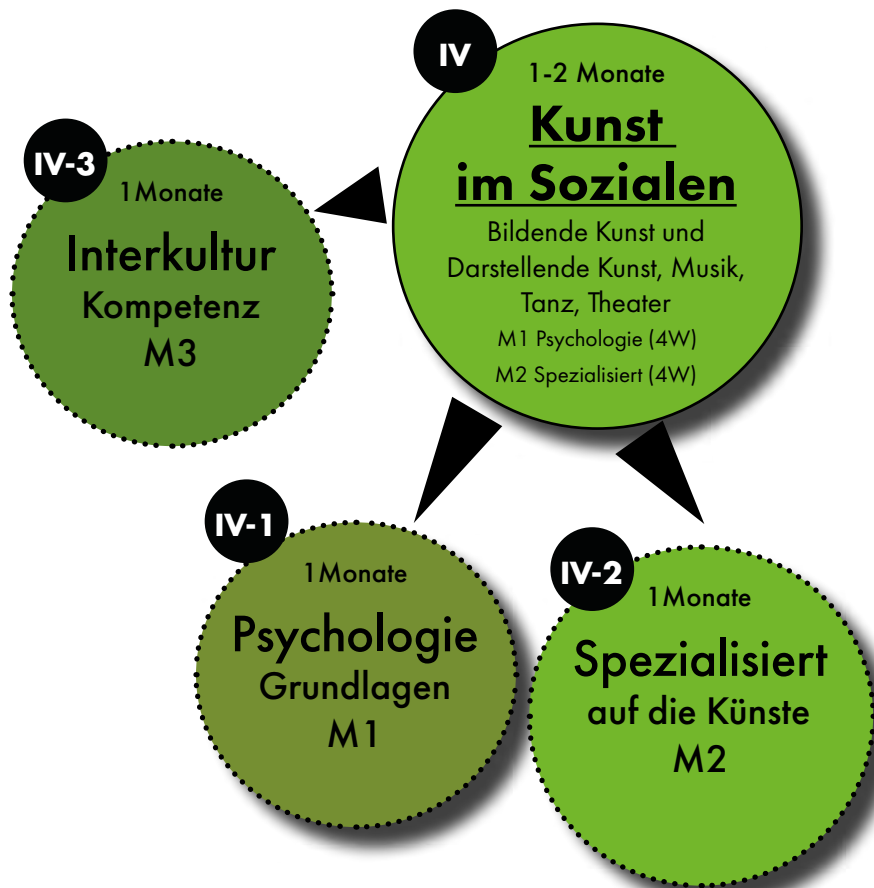 IV
1-2 Monate
Kunst
im Sozialen
Bildende Kunst und
Darstellende Kunst, Musik,
Tanz, Theater
M1 Psychologie (4W)
M2 Spezialisiert (4W)
IV-3
1Monate
Interkultur
Kompetenz
M3
IV-1
1Monate
Psychologie
Grundlagen
M1
IV-2
1Monate
Spezialisiert
auf die Künste
M2